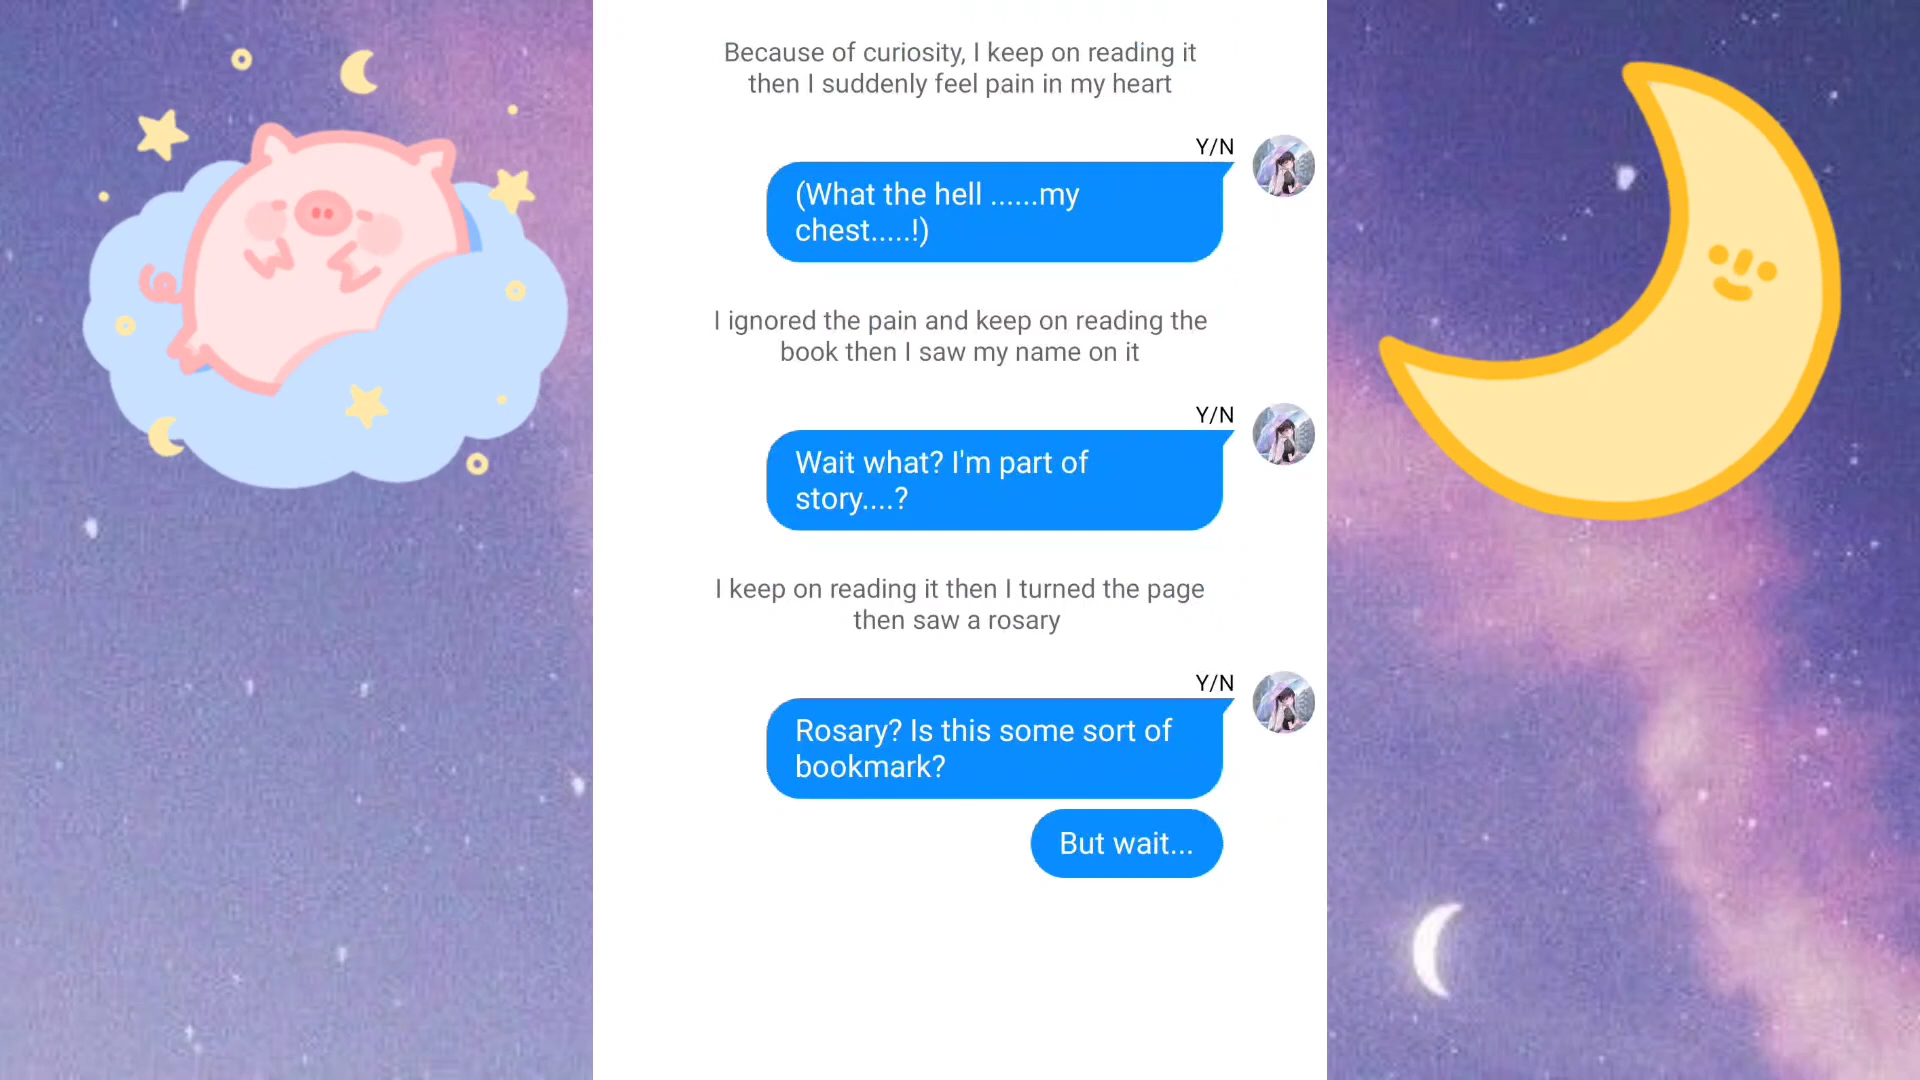 Because of curiosity, I keep on reading it
then I suddenly feel pain in my heart
Y/N
(What the hell ......my
chest.....!)
I ignored the pain and keep on reading the
book then I saw my name on it
Y/N
Wait what? I'm part of
story....?
I keep on reading it then I turned the page
then saw a rosary
Y/N
Rosary? Is this some sort of
bookmark?
But wait...